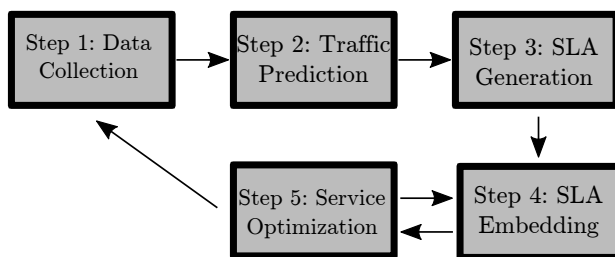 Step 1: Data
Collection
Step 2: Traffic
Prediction
Step 3: SLA
Generation
Step 4: SLA
Embedding
Step 5: Service
Optimization